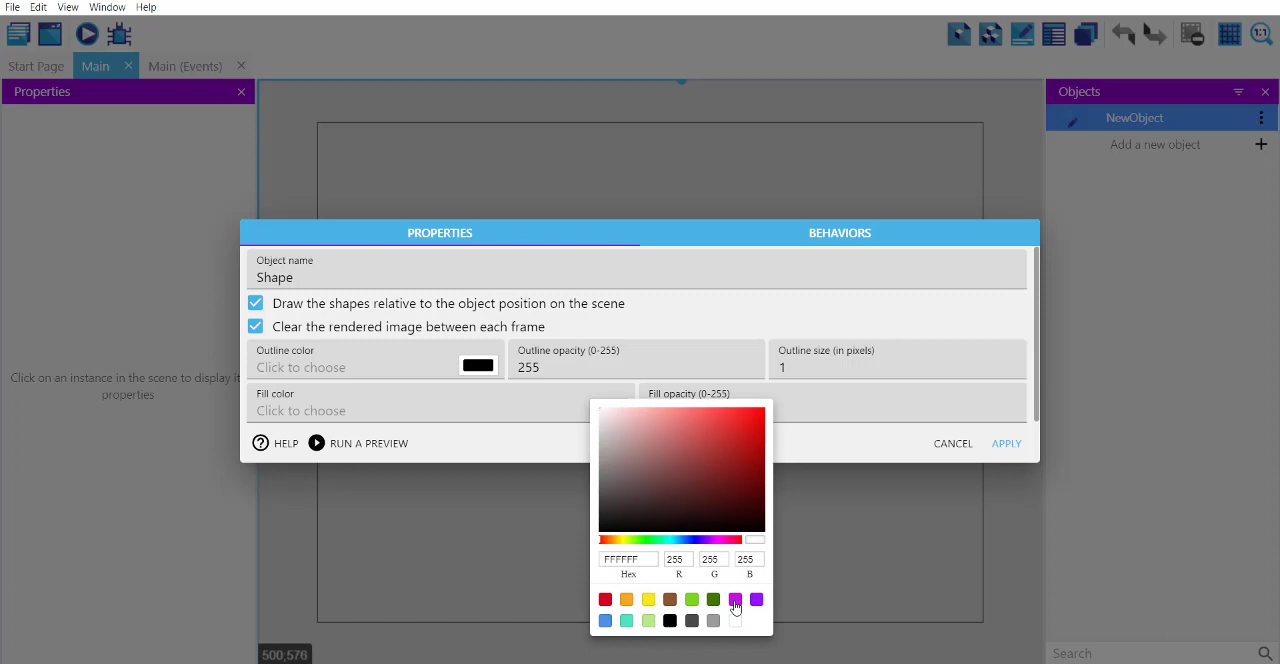 File Edit View Window Help
Start Page Main × Main (Events) ×
Properties ×
Objects ×
NewObject
Add a new object +
Click on an instance in the scene to display it
properties
PROPERTIES BEHAVIORS
Object name
Shape
Draw the shapes relative to the object position on the scene
Clear the rendered image between each frame
Outline color Outline opacity (0-255) Outline size (in pixels)
Click to choose 255 1
Fill color Fill opacity (0-255)
Click to choose
? HELP RUN A PREVIEW CANCEL APPLY
FFFFFF 255 255 255
Hex R G B
500;576
Search
1:1